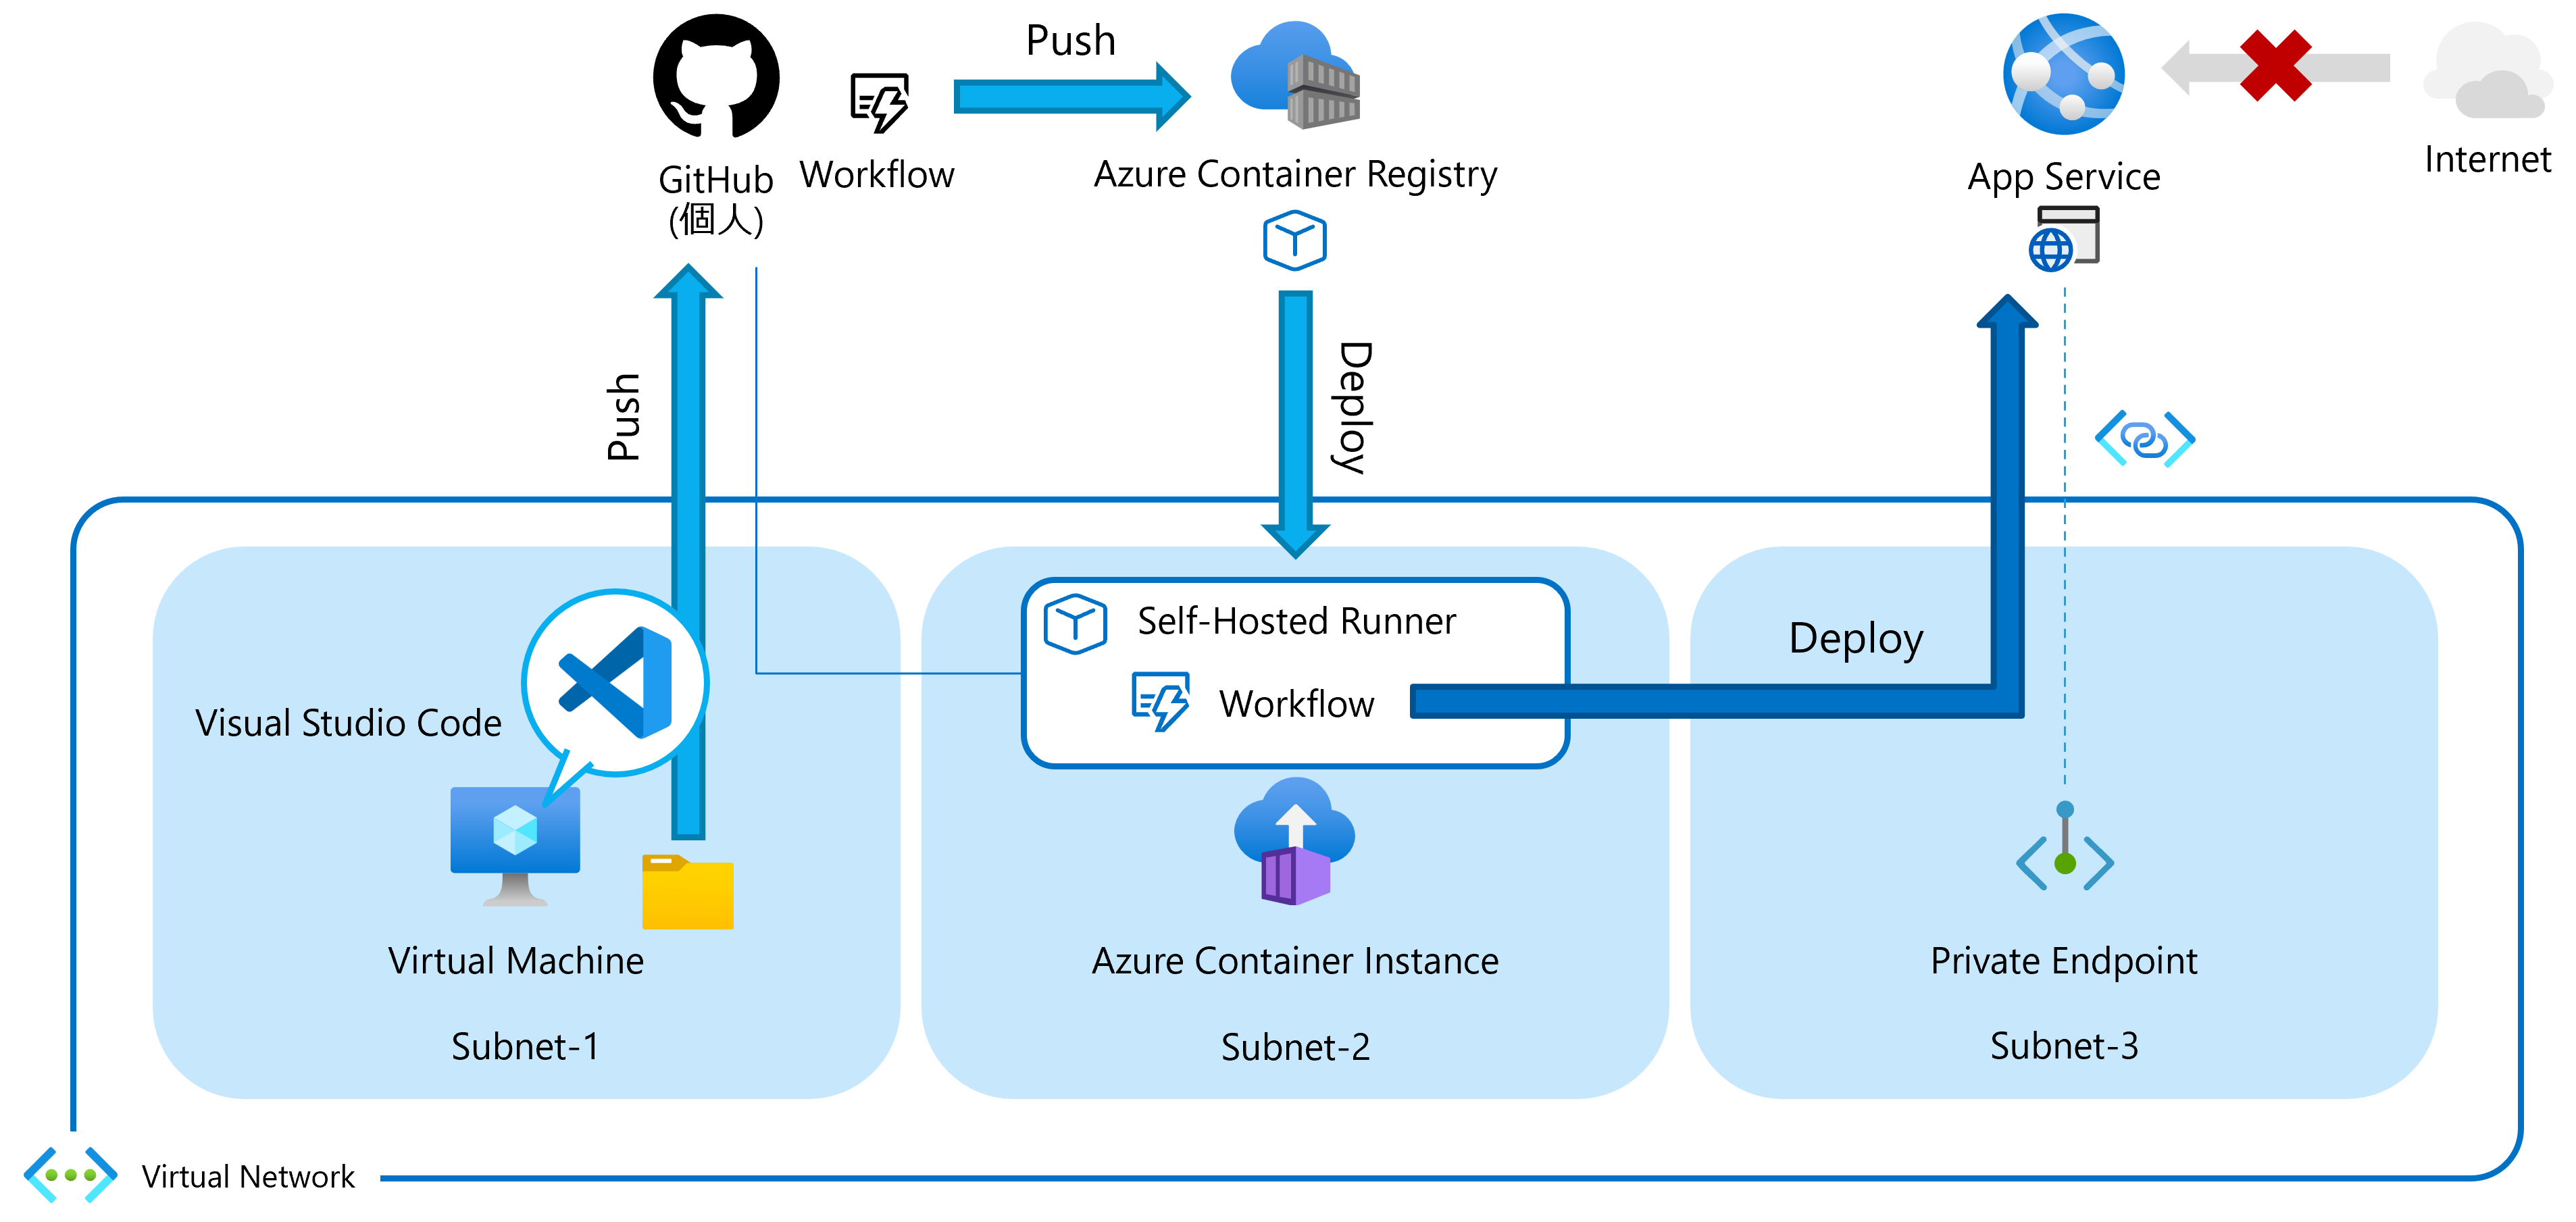 Push
GitHub
(個人)
Workflow
Azure Container Registry
App Service
Internet
Push
Deploy
Self-Hosted Runner
Workflow
Deploy
Visual Studio Code
Virtual Machine
Azure Container Instance
Private Endpoint
Subnet-1
Subnet-2
Subnet-3
Virtual Network